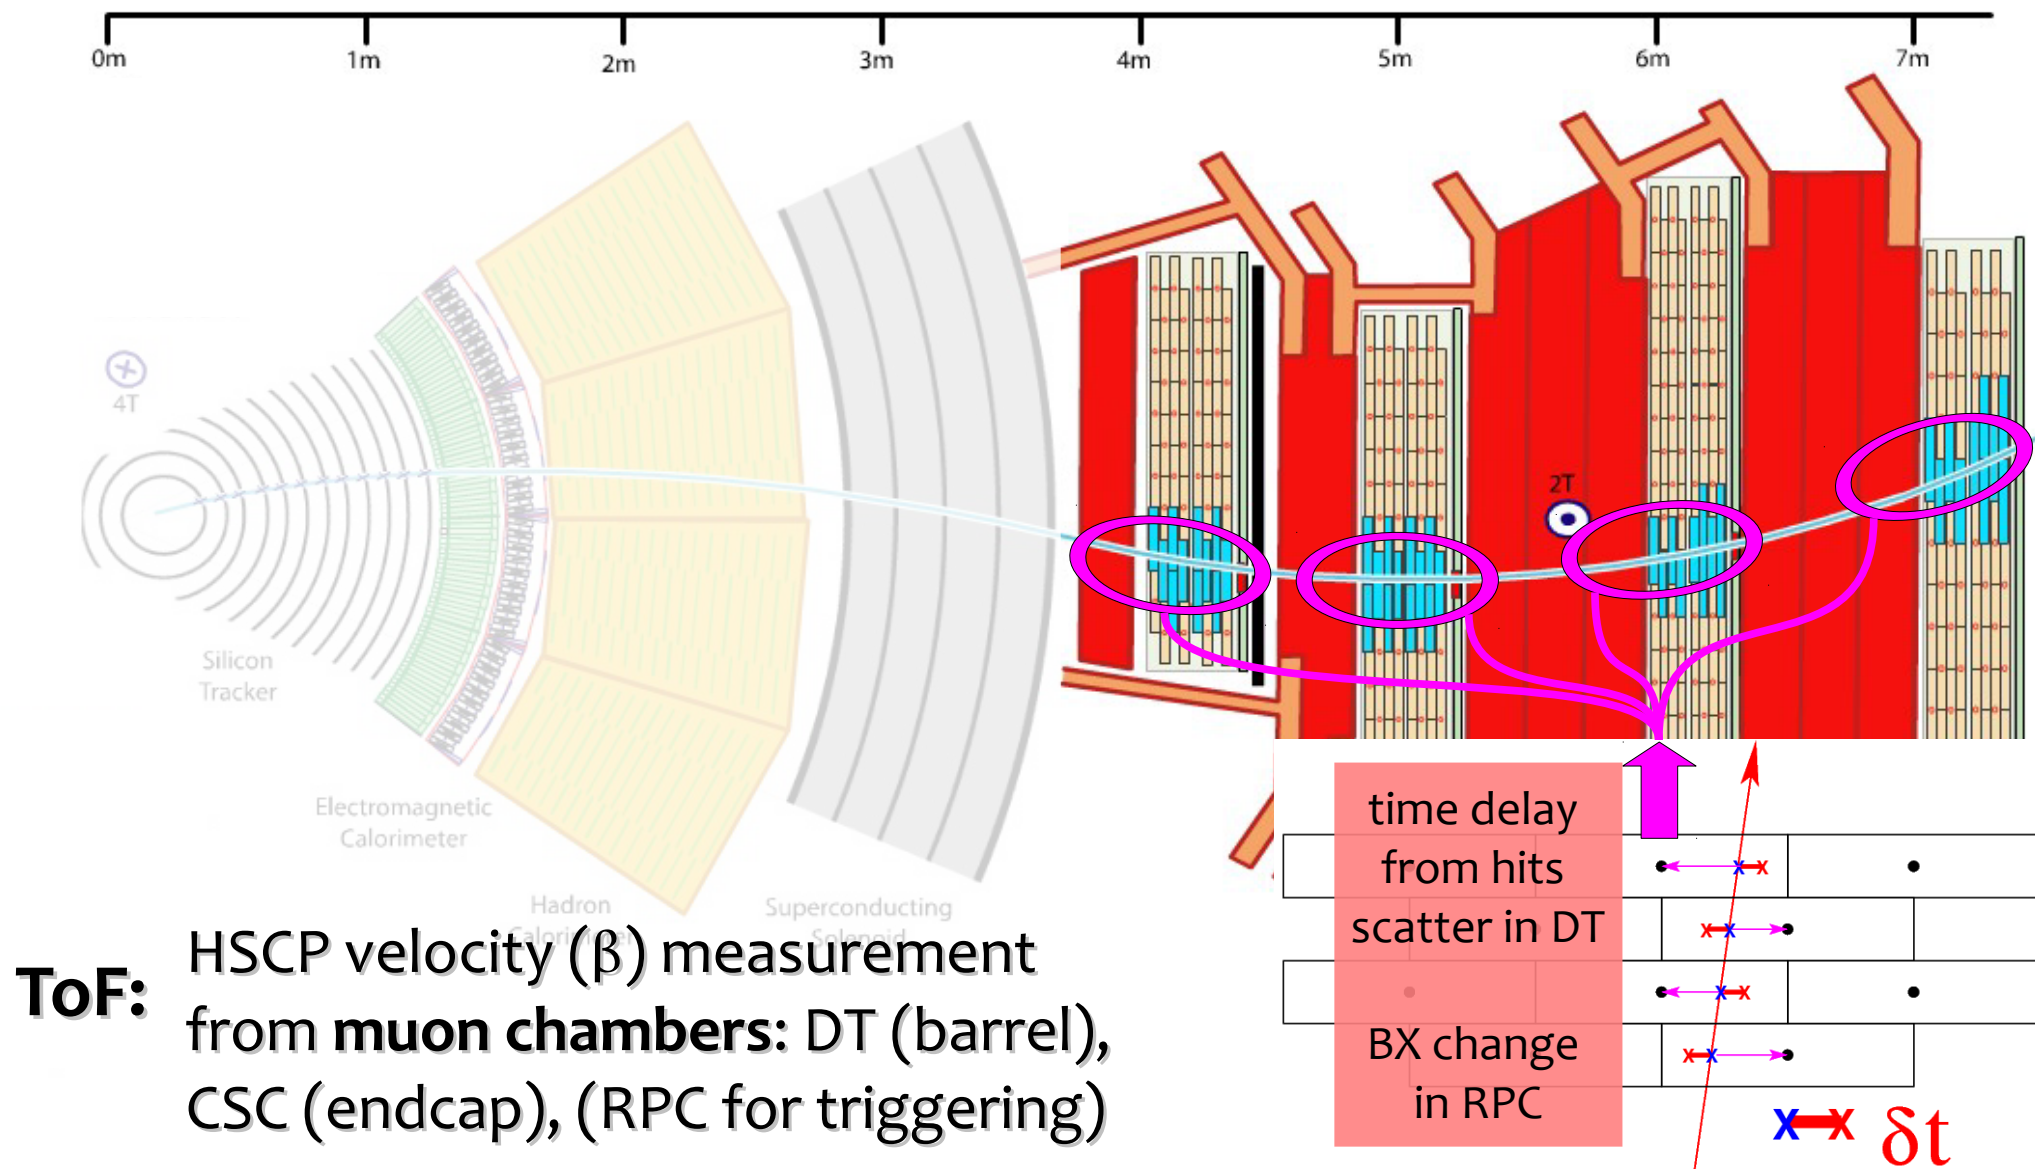 0m 1m 2m 3m 4m 5m 6m 7m
4T
2T
Silicon
Tracker
Electromagnetic
Calorimeter
Hadron
Calorimeter
Superconducting
Solenoid
time delay
from hits
scatter in DT
BX change
in RPC
δt
ToF:
HSCP velocity (β) measurement
from muon chambers: DT (barrel),
CSC (endcap), (RPC for triggering)